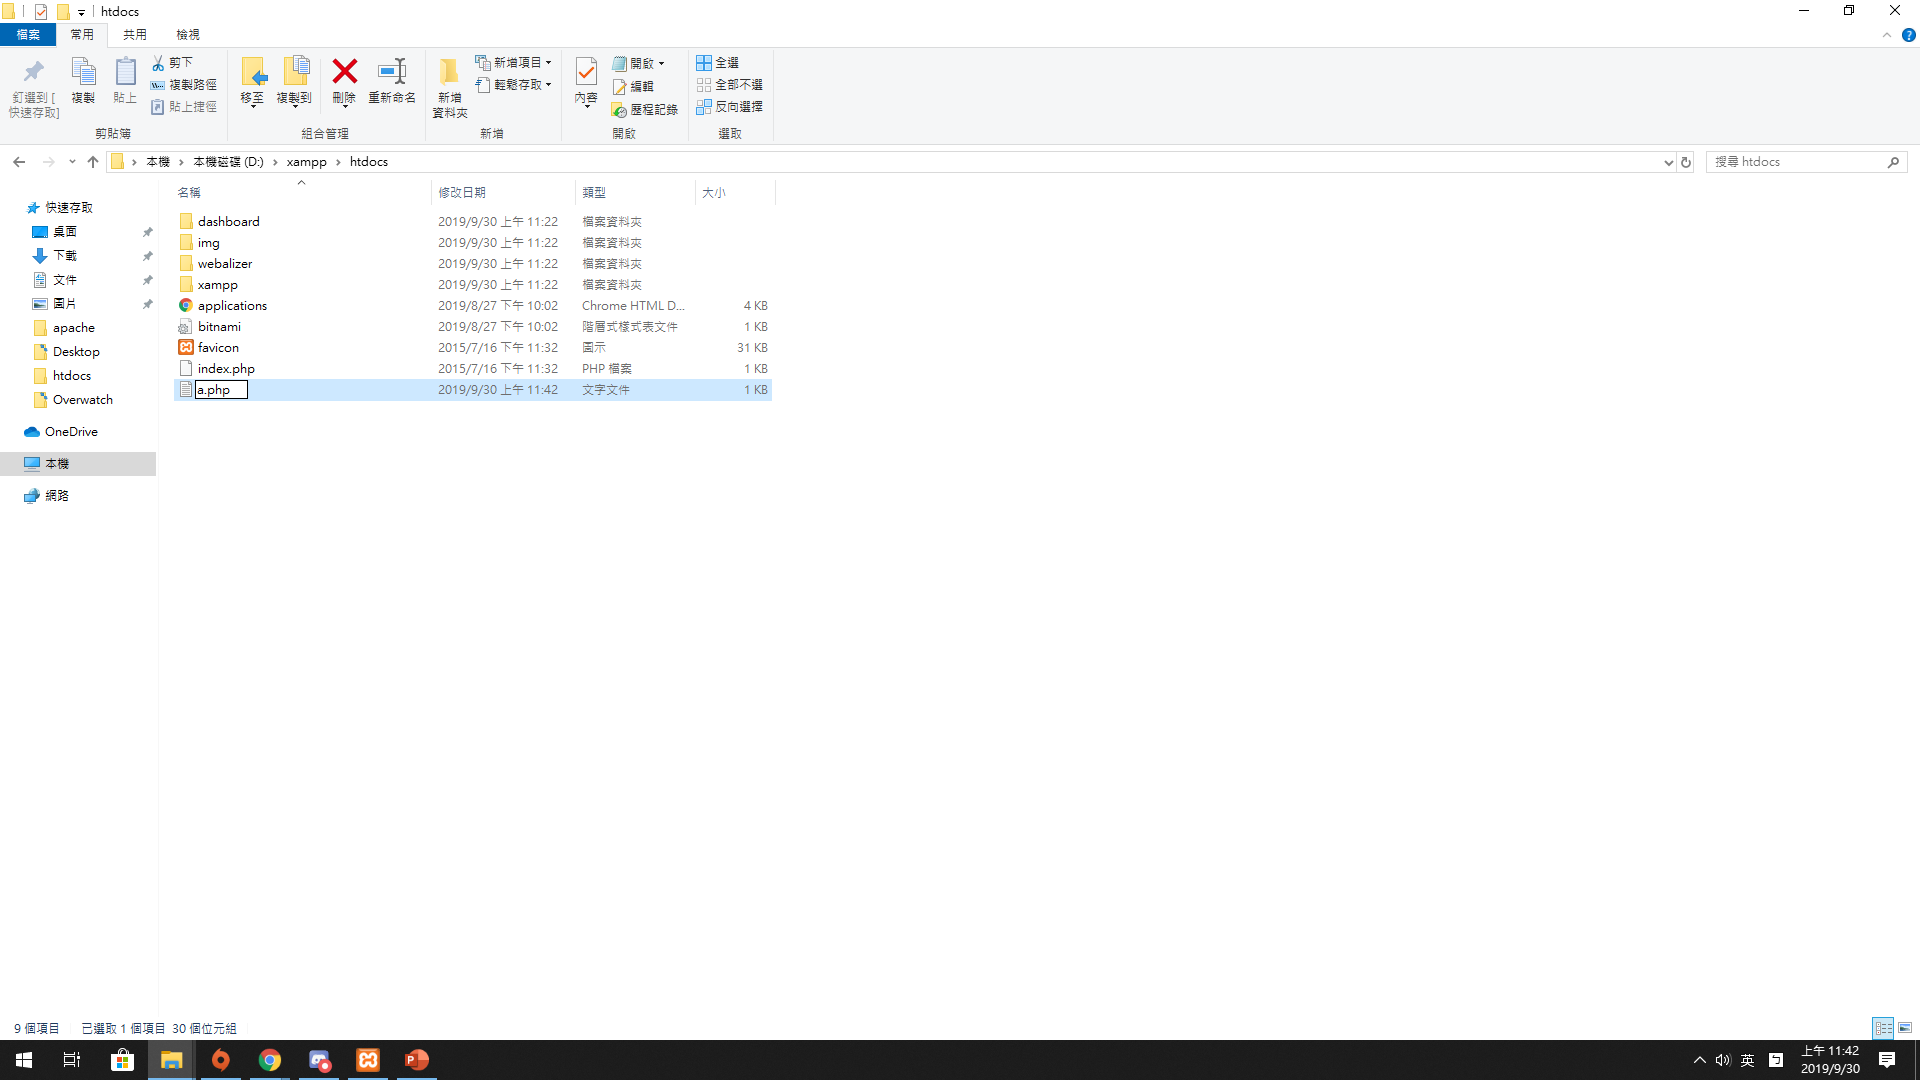 htdocs
檔案 常用 共用 檢視
釘選到 [
快速存取]
複製
貼上
剪下
複製路徑
貼上捷徑
剪貼簿
移至
複製到
刪除
重新命名
組合管理
新增
資料夾
新增項目
輕鬆存取
新增
內容
開啟
編輯
歷程記錄
開啟
全選
全部不選
反向選擇
選取
本機 › 本機磁碟 (D:) › xampp › htdocs
搜尋 htdocs
快速存取
桌面
下載
文件
圖片
apache
Desktop
htdocs
Overwatch
OneDrive
本機
網路
名稱 修改日期 類型 大小
dashboard 2019/9/30 上午 11:22 檔案資料夾
img 2019/9/30 上午 11:22 檔案資料夾
webalizer 2019/9/30 上午 11:22 檔案資料夾
xampp 2019/9/30 上午 11:22 檔案資料夾
applications 2019/8/27 下午 10:02 Chrome HTML D... 4 KB
bitnami 2019/8/27 下午 10:02 階層式樣式表文件 1 KB
favicon 2015/7/16 下午 11:32 圖示 31 KB
index.php 2015/7/16 下午 11:32 PHP 檔案 1 KB
a.php 2019/9/30 上午 11:42 文字文件 1 KB
9 個項目 已選取 1 個項目 30 個位元組
英
上午 11:42
2019/9/30